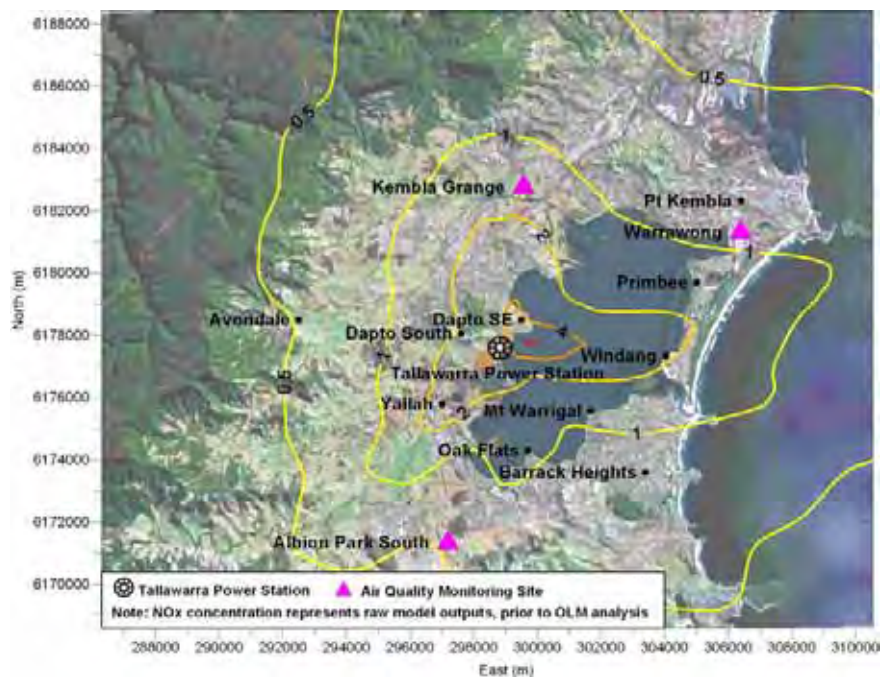 6188000
6186000
6184000
6182000
6180000
6178000
6176000
6174000
6172000
6170000
North (m)
0.5
0.5
1
Kembla Grange
Pt Kembla
Warrawong
2
1
Primbee
Avondale
Dapto SE
Dapto South
4
Windang
Tallawarra Power Station
0.5
Yallah
2
Mt Warrigal
1
Oak Flats
Barrack Heights
Albion Park South
Tallawarra Power Station
Air Quality Monitoring Site
Note: NOx concentration represents raw model outputs, prior to OLM analysis
288000 290000 292000 294000 296000 298000 300000 302000 304000 306000 308000 310000
East (m)